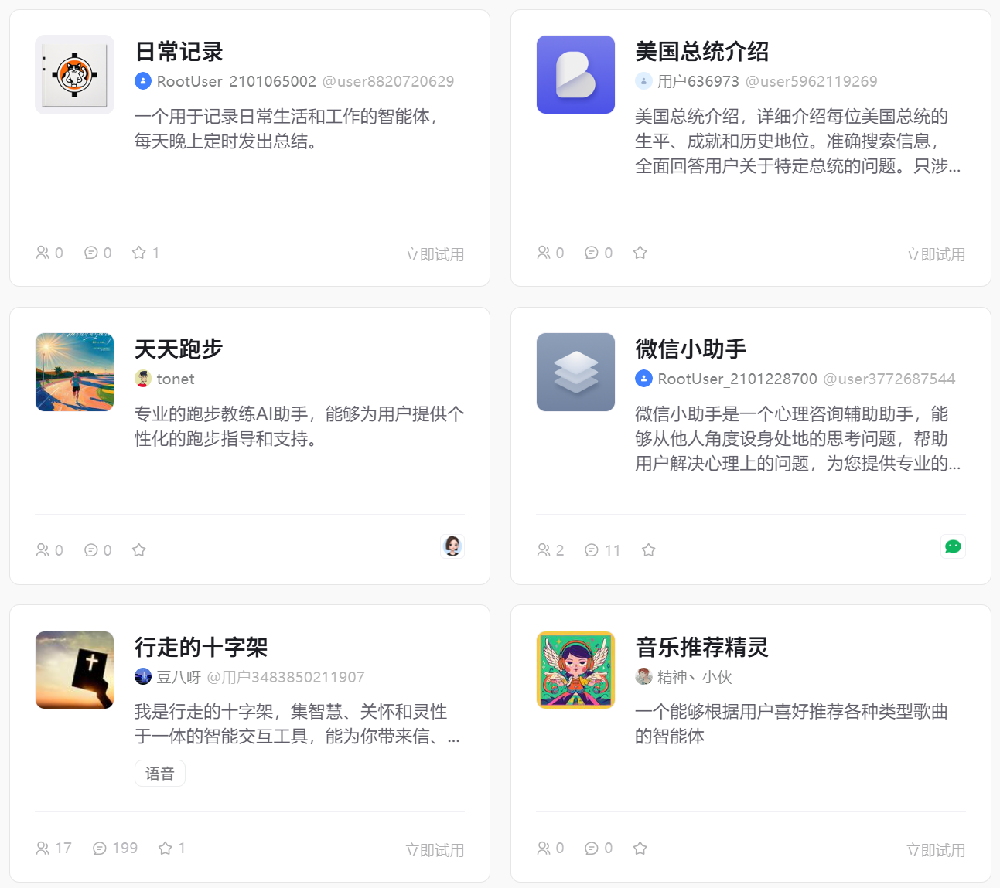 日常记录
RootUser_2101065002 @user8820720629
一个用于记录日常生活和工作的智能体，
每天晚上定时发出总结。
0 0 1
立即试用
美国总统介绍
用户636973 @user5962119269
美国总统介绍，详细介绍每位美国总统的
生平、成就和历史地位。准确搜索信息，
全面回答用户关于特定总统的问题。只涉...
0 0
立即试用
天天跑步
tonet
专业的跑步教练AI助手，能够为用户提供个
性化的跑步指导和支持。
0 0
微信小助手
RootUser_2101228700 @user3772687544
微信小助手是一个心理咨询辅助助手，能
够从他人角度设身处地的思考问题，帮助
用户解决心理上的问题，为您提供专业的...
2 11
行走的十字架
豆八呀 @用户3483850211907
我是行走的十字架，集智慧、关怀和灵性
于一体的智能交互工具，能为你带来信、...
语音
17 199 1
立即试用
音乐推荐精灵
精神丶小伙
一个能够根据用户喜好推荐各种类型歌曲
的智能体
0 0
立即试用